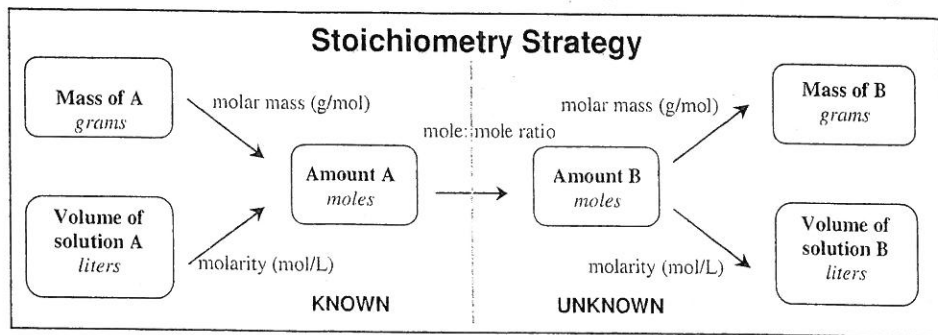 Stoichiometry Strategy
Mass of A
grams
molar mass (g/mol)
Volume of
solution A
liters
molarity (mol/L)
Amount A
moles
KNOWN
mole::mole ratio
Amount B
moles
UNKNOWN
molar mass (g/mol)
Mass of B
grams
molarity (mol/L)
Volume of
solution B
liters